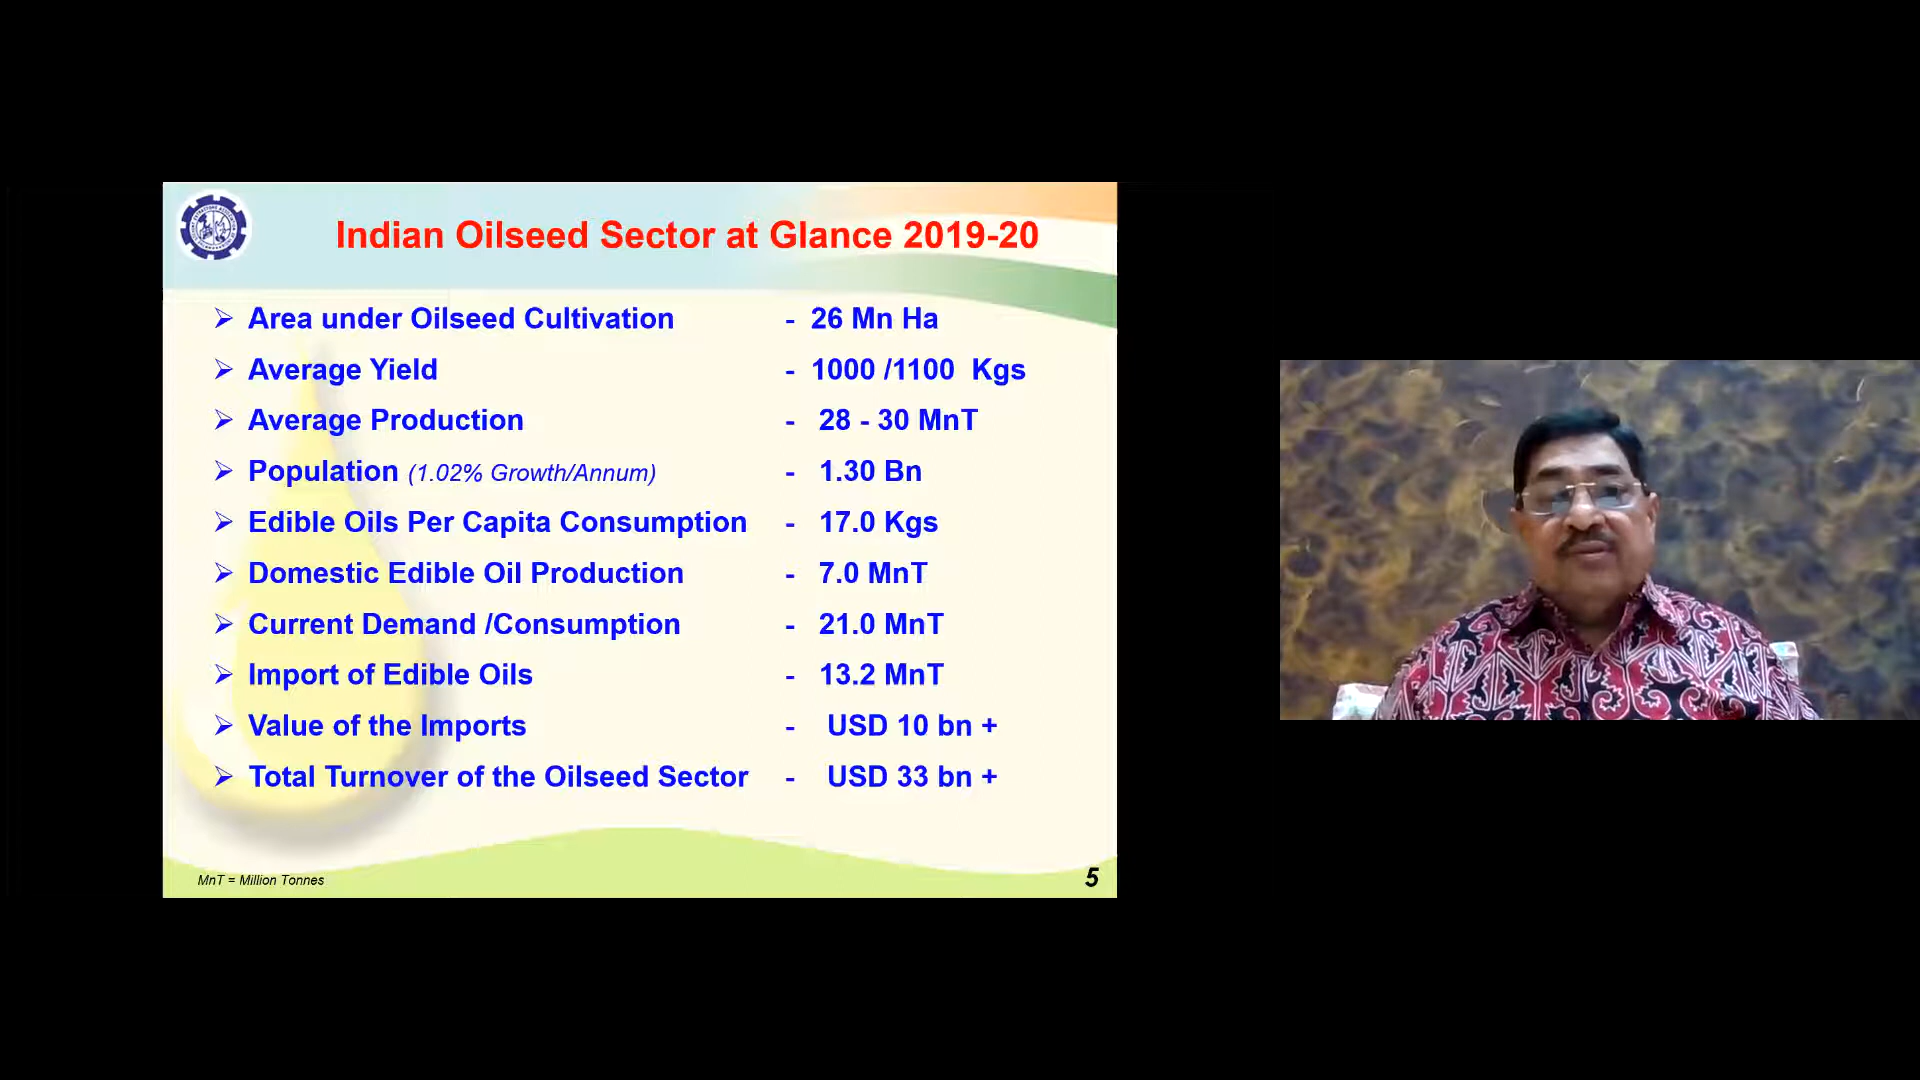 Indian Oilseed Sector at Glance 2019-20
➢ Area under Oilseed Cultivation - 26 Mn Ha
➢ Average Yield - 1000 /1100 Kgs
➢ Average Production - 28 - 30 MnT
➢ Population (1.02% Growth/Annum) - 1.30 Bn
➢ Edible Oils Per Capita Consumption - 17.0 Kgs
➢ Domestic Edible Oil Production - 7.0 MnT
➢ Current Demand /Consumption - 21.0 MnT
➢ Import of Edible Oils - 13.2 MnT
➢ Value of the Imports - USD 10 bn +
➢ Total Turnover of the Oilseed Sector - USD 33 bn +
MnT = Million Tonnes
5